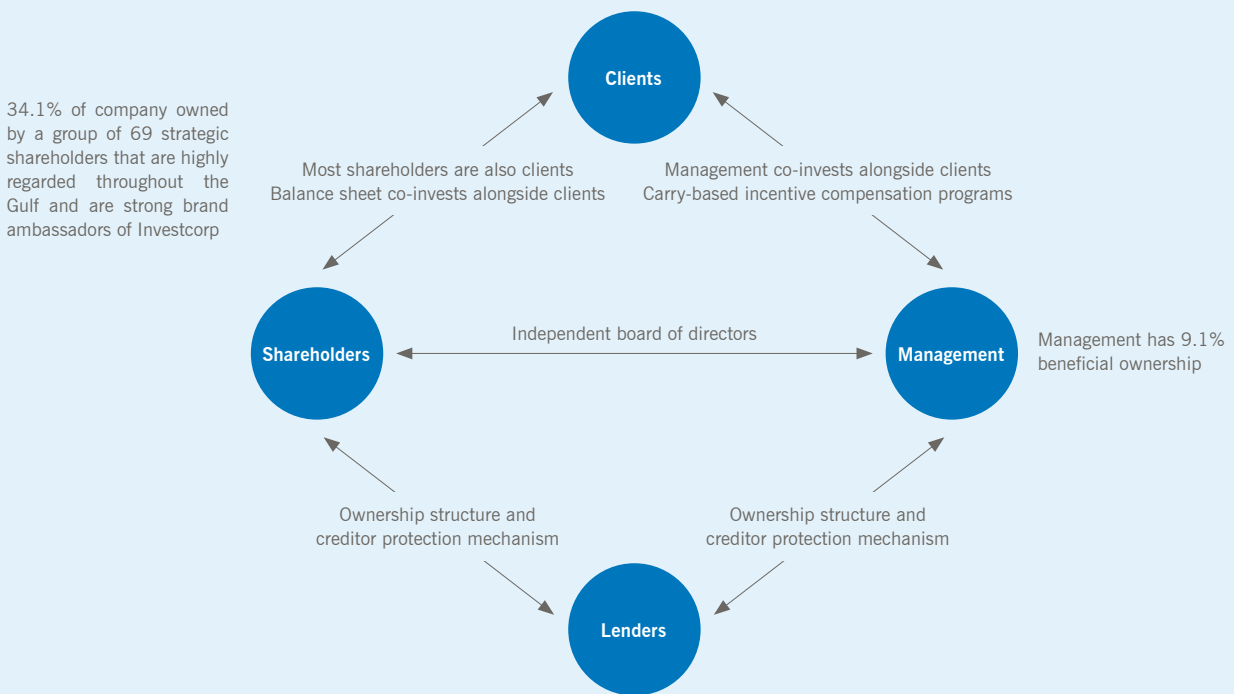 Clients
34.1% of company owned
by a group of 69 strategic
shareholders that are highly
regarded throughout the
Gulf and are strong brand
ambassadors of Investcorp
Most shareholders are also clients
Balance sheet co-invests alongside clients
Management co-invests alongside clients
Carry-based incentive compensation programs
Shareholders
Independent board of directors
Management
Management has 9.1%
beneficial ownership
Ownership structure and
creditor protection mechanism
Ownership structure and
creditor protection mechanism
Lenders